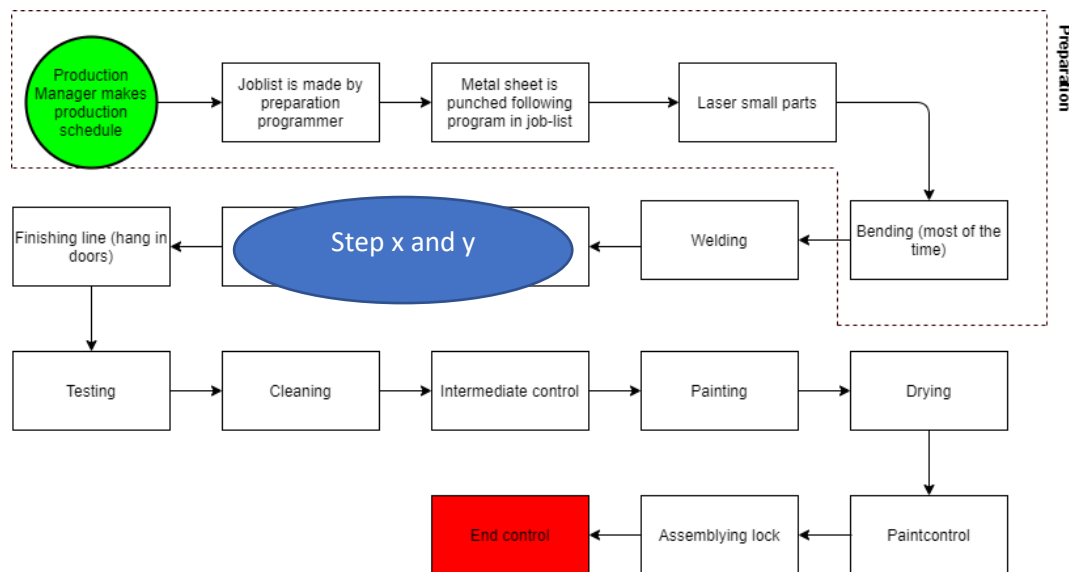 Production
Manager makes
production
schedule
Joblist is made by
preparation
programmer
Metal sheet is
punched following
program in job-list
Laser small parts
Preparation
Finishing line (hang in
doors)
Step x and y
Welding
Bending (most of the
time)
Testing
Cleaning
Intermediate control
Painting
Drying
End control
Assemblying lock
Paintcontrol